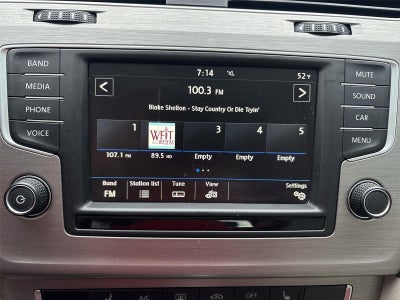 BAND
MEDIA
PHONE
VOICE
MUTE
SOUND
CAR
MENU
7:14
52°F
<
100.3 FM
>
Blake Shelton - Stay Country Or Die Tryin'
1
3
4
5
WFIT
107.1 FM
89.5 HD
Empty
Empty
Empty
Band
FM
Station list
Tune
View
Settings
A/C
OFF